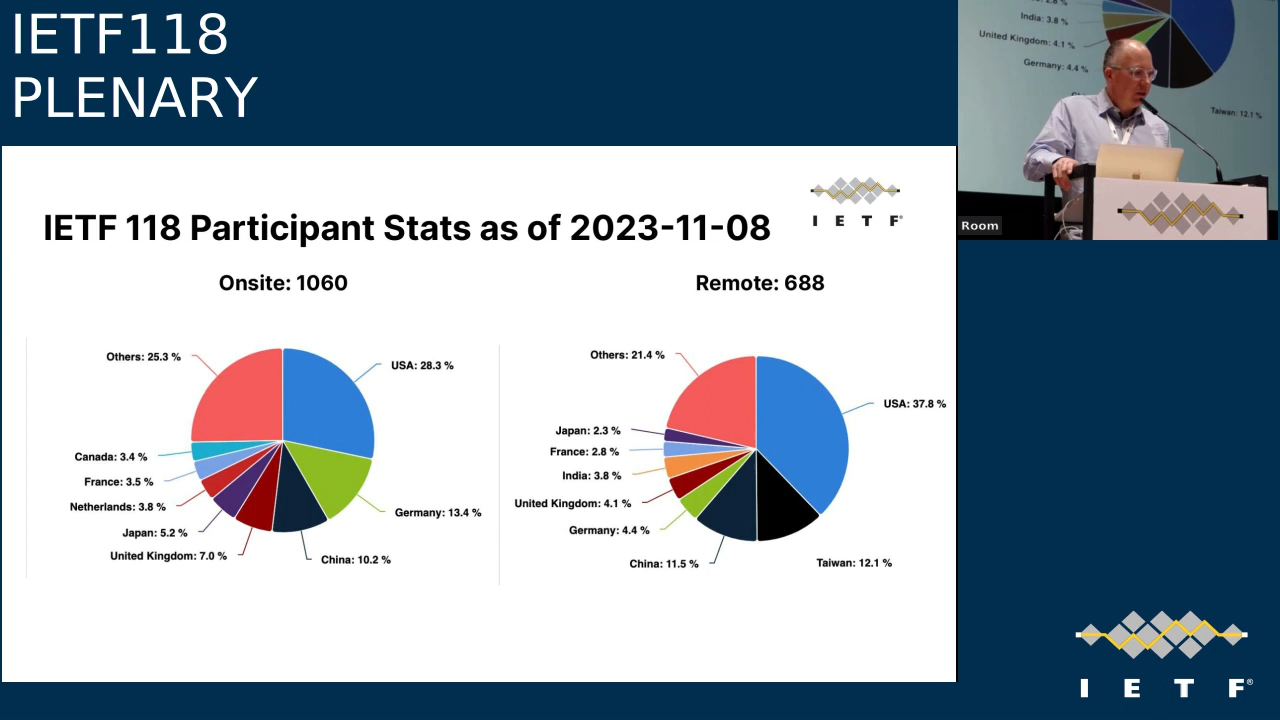 IETF118
PLENARY
IETF 118 Participant Stats as of 2023-11-08
I E T F®
Onsite: 1060
Remote: 688
Others: 25.3 %
USA: 28.3 %
Canada: 3.4 %
France: 3.5 %
Netherlands: 3.8 %
Japan: 5.2 %
United Kingdom: 7.0 %
China: 10.2 %
Germany: 13.4 %
Others: 21.4 %
USA: 37.8 %
Japan: 2.3 %
France: 2.8 %
India: 3.8 %
United Kingdom: 4.1 %
Germany: 4.4 %
China: 11.5 %
Taiwan: 12.1 %
India: 3.8 %
United Kingdom: 4.1 %
Germany: 4.4 %
Taiwan: 12.1 %
Room
I E T F®